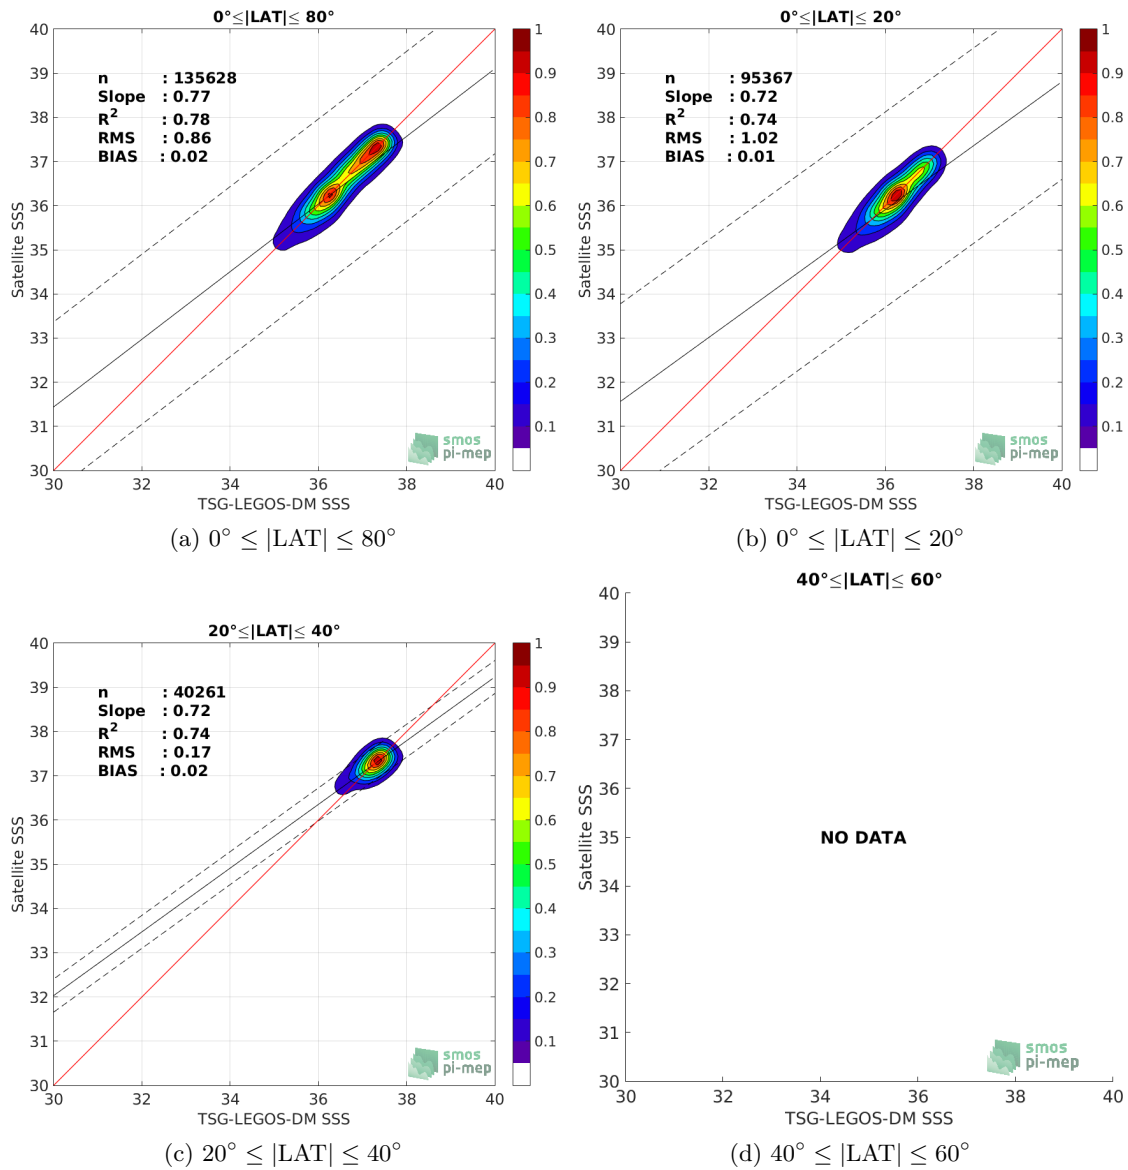 0°≤|LAT|≤ 80°
40
39
38
37
36
35
34
33
32
31
30
Satellite SSS
n : 135628
Slope : 0.77
R² : 0.78
RMS : 0.86
BIAS : 0.02
smos
pi-mep
30 32 34 36 38 40
TSG-LEGOS-DM SSS
1
0.9
0.8
0.7
0.6
0.5
0.4
0.3
0.2
0.1
(a) 0° ≤ |LAT| ≤ 80°
0°≤|LAT|≤ 20°
40
39
38
37
36
35
34
33
32
31
30
Satellite SSS
n : 95367
Slope : 0.72
R² : 0.74
RMS : 1.02
BIAS : 0.01
smos
pi-mep
30 32 34 36 38 40
TSG-LEGOS-DM SSS
1
0.9
0.8
0.7
0.6
0.5
0.4
0.3
0.2
0.1
(b) 0° ≤ |LAT| ≤ 20°
20°≤|LAT|≤ 40°
40
39
38
37
36
35
34
33
32
31
30
Satellite SSS
n : 40261
Slope : 0.72
R² : 0.74
RMS : 0.17
BIAS : 0.02
smos
pi-mep
30 32 34 36 38 40
TSG-LEGOS-DM SSS
1
0.9
0.8
0.7
0.6
0.5
0.4
0.3
0.2
0.1
(c) 20° ≤ |LAT| ≤ 40°
40°≤|LAT|≤ 60°
40
39
38
37
36
35
34
33
32
31
30
Satellite SSS
NO DATA
smos
pi-mep
30 32 34 36 38 40
TSG-LEGOS-DM SSS
(d) 40° ≤ |LAT| ≤ 60°